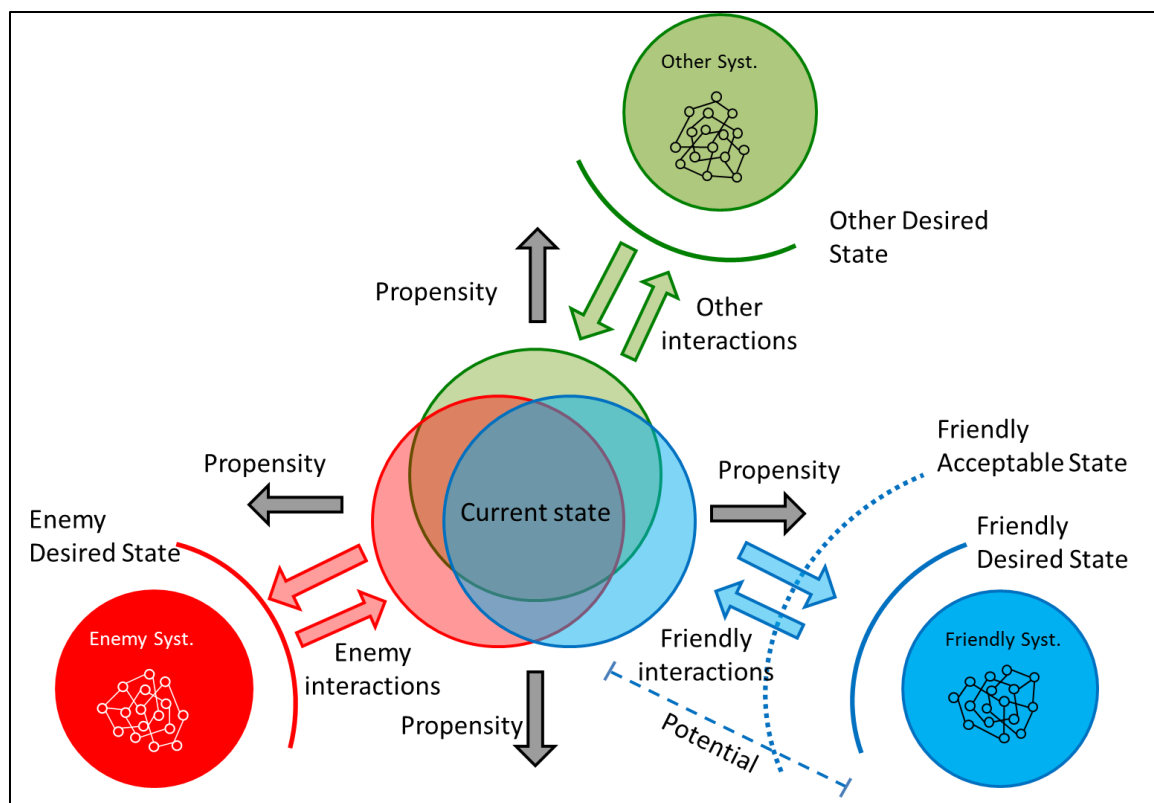 Other Syst.
Other Desired
State
Propensity
Other
interactions
Friendly
Acceptable State
Propensity
Propensity
Current state
Enemy
Desired State
Friendly
Desired State
Enemy Syst.
Enemy
interactions
Friendly
interactions
Friendly Syst.
Propensity
Potential